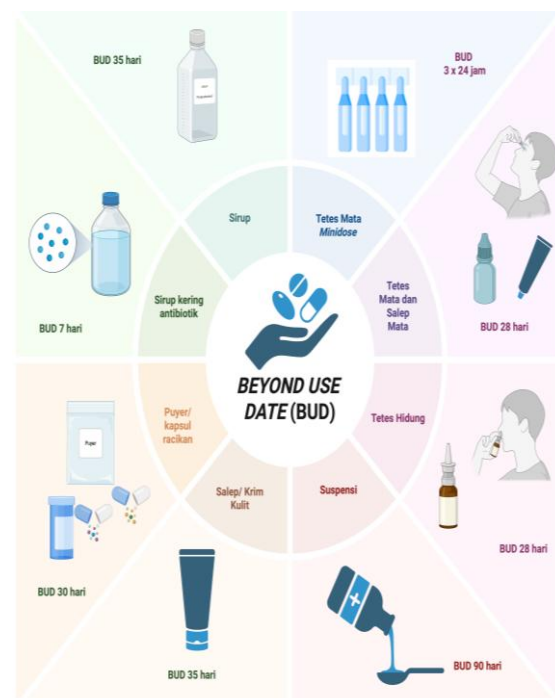 BUD 35 hari
BUD
3 x 24 jam
Sirup
Tetes Mata
Minidose
Sirup kering
antibiotik
Tetes
Mata dan
Salep
Mata
BUD 7 hari
BUD 28 hari
BEYOND USE
DATE (BUD)
Puyer/
kapsul
racikan
Tetes Hidung
Puyer
Salep/ Krim
Kulit
Suspensi
BUD 28 hari
BUD 30 hari
BUD 35 hari
BUD 90 hari